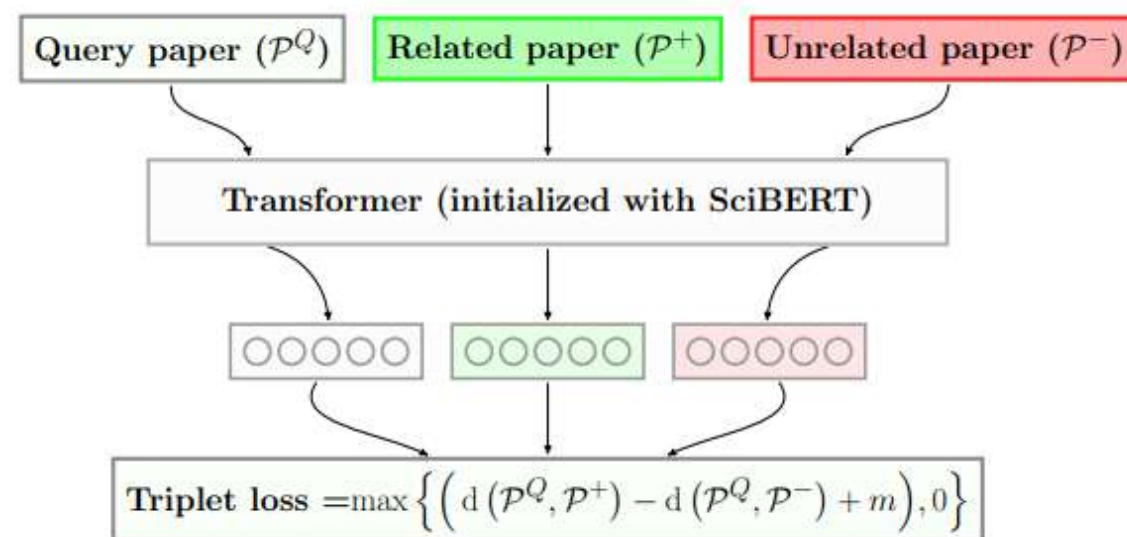 Query paper (𝒫^Q)
Related paper (𝒫⁺)
Unrelated paper (𝒫⁻)
Transformer (initialized with SciBERT)
Triplet loss =max {( d (𝒫^Q, 𝒫⁺) − d (𝒫^Q, 𝒫⁻) + m ), 0}